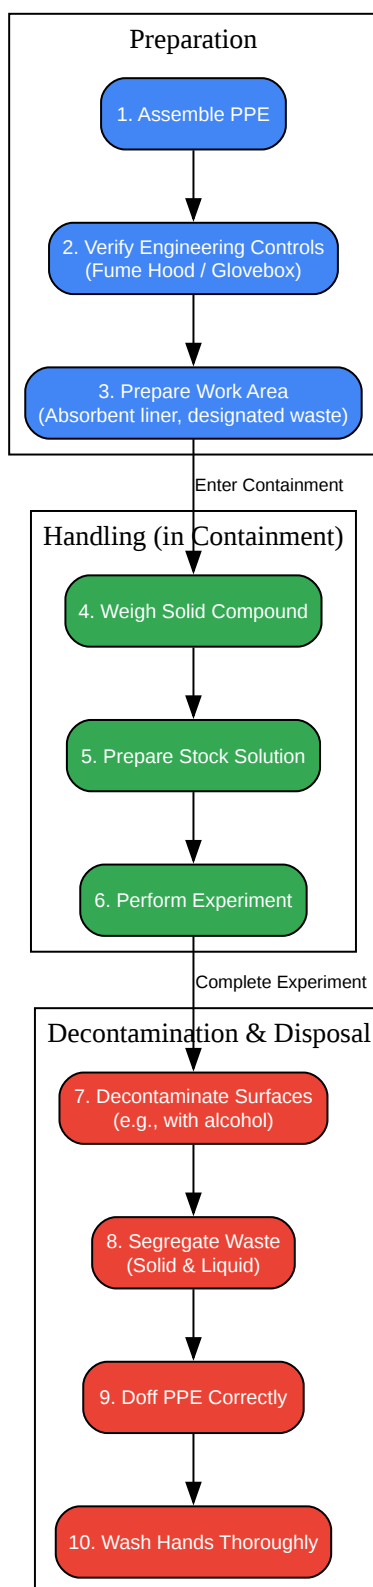 Preparation
1. Assemble PPE
2. Verify Engineering Controls
(Fume Hood / Glovebox)
3. Prepare Work Area
(Absorbent liner, designated waste)
Enter Containment
Handling (in Containment)
4. Weigh Solid Compound
5. Prepare Stock Solution
6. Perform Experiment
Complete Experiment
Decontamination & Disposal
7. Decontaminate Surfaces
(e.g., with alcohol)
8. Segregate Waste
(Solid & Liquid)
9. Doff PPE Correctly
10. Wash Hands Thoroughly